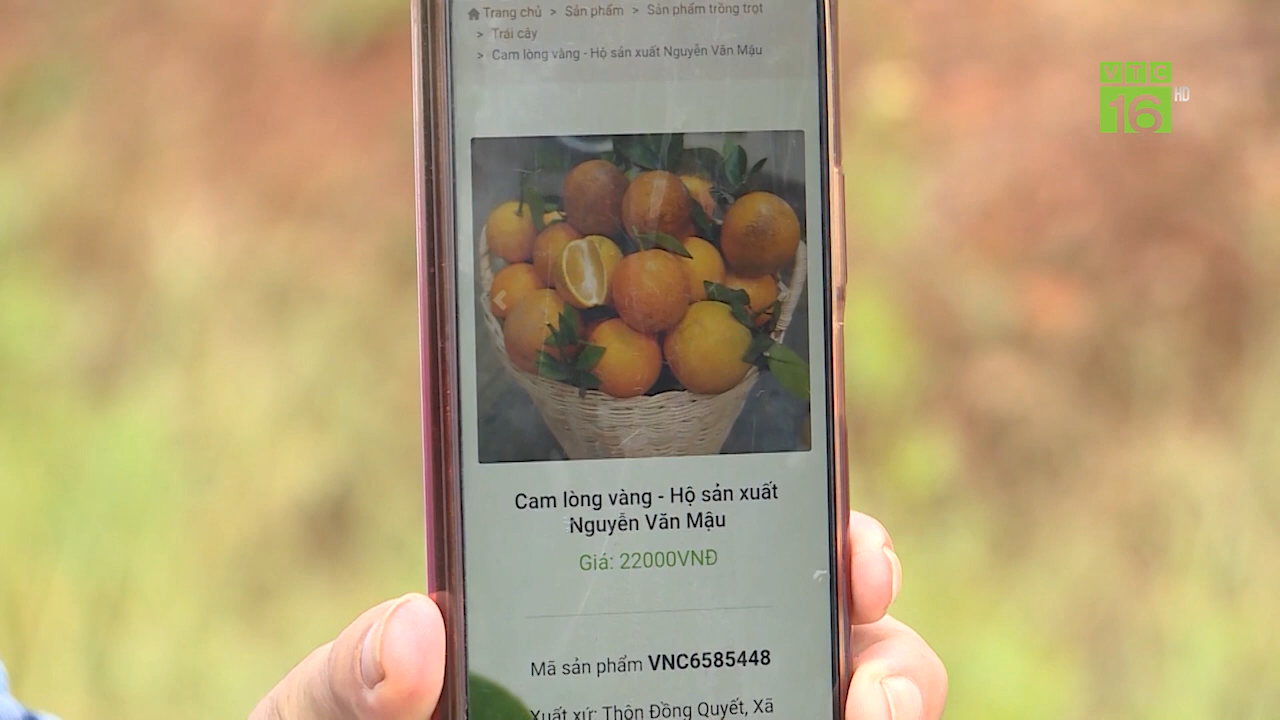 Trang chủ > Sản phẩm > Sản phẩm trồng trọt
> Trái cây
> Cam lòng vàng - Hộ sản xuất Nguyễn Văn Mậu
VTC
16 HD
Cam lòng vàng - Hộ sản xuất
Nguyễn Văn Mậu
Giá: 22000VNĐ
Mã sản phẩm VNC6585448
Xuất xứ: Thôn Đồng Quyết, Xã